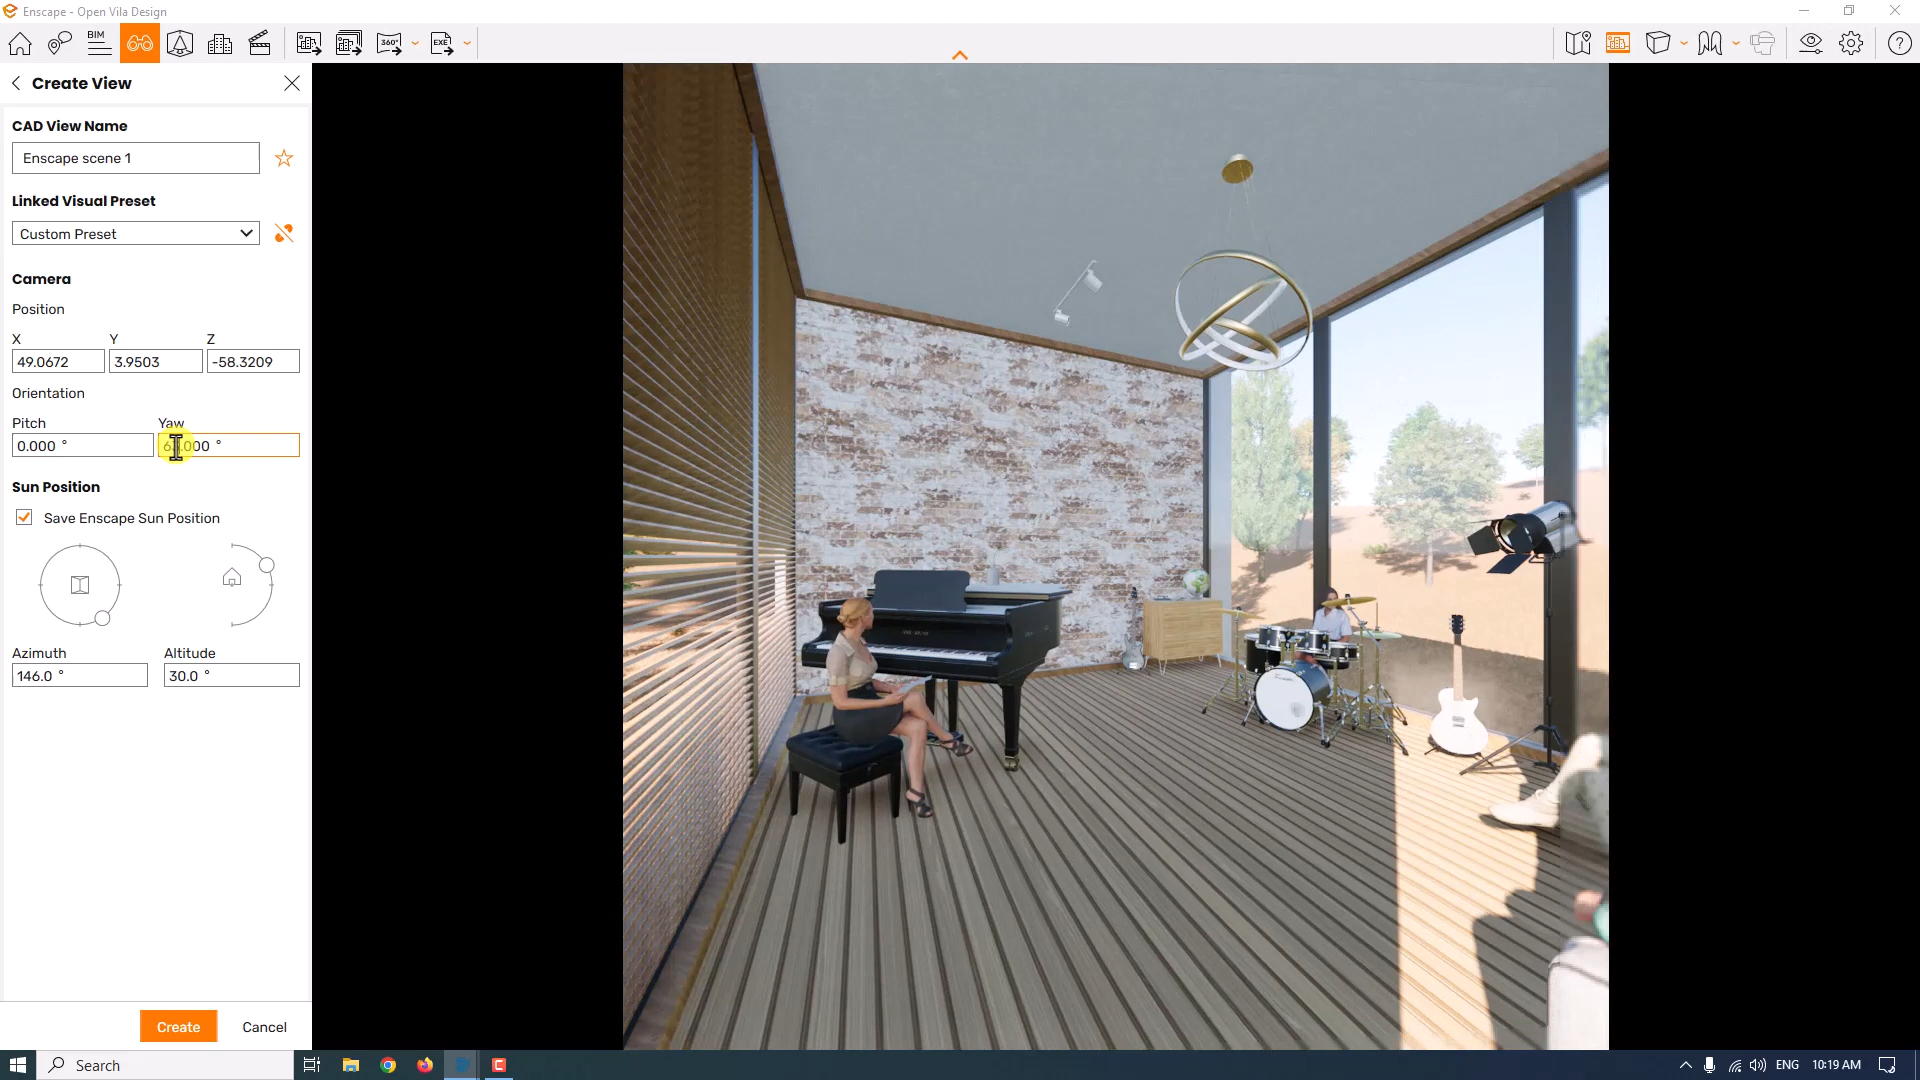 Enscape - Open Vila Design
BIM
360°
EXE
Create View
CAD View Name
Enscape scene 1
Linked Visual Preset
Custom Preset
Camera
Position
X Y Z
49.0672 3.9503 -58.3209
Orientation
Pitch Yaw
0.000 °
Sun Position
Save Enscape Sun Position
Azimuth Altitude
146.0 ° 30.0 °
Create Cancel
Search
ENG 10:19 AM